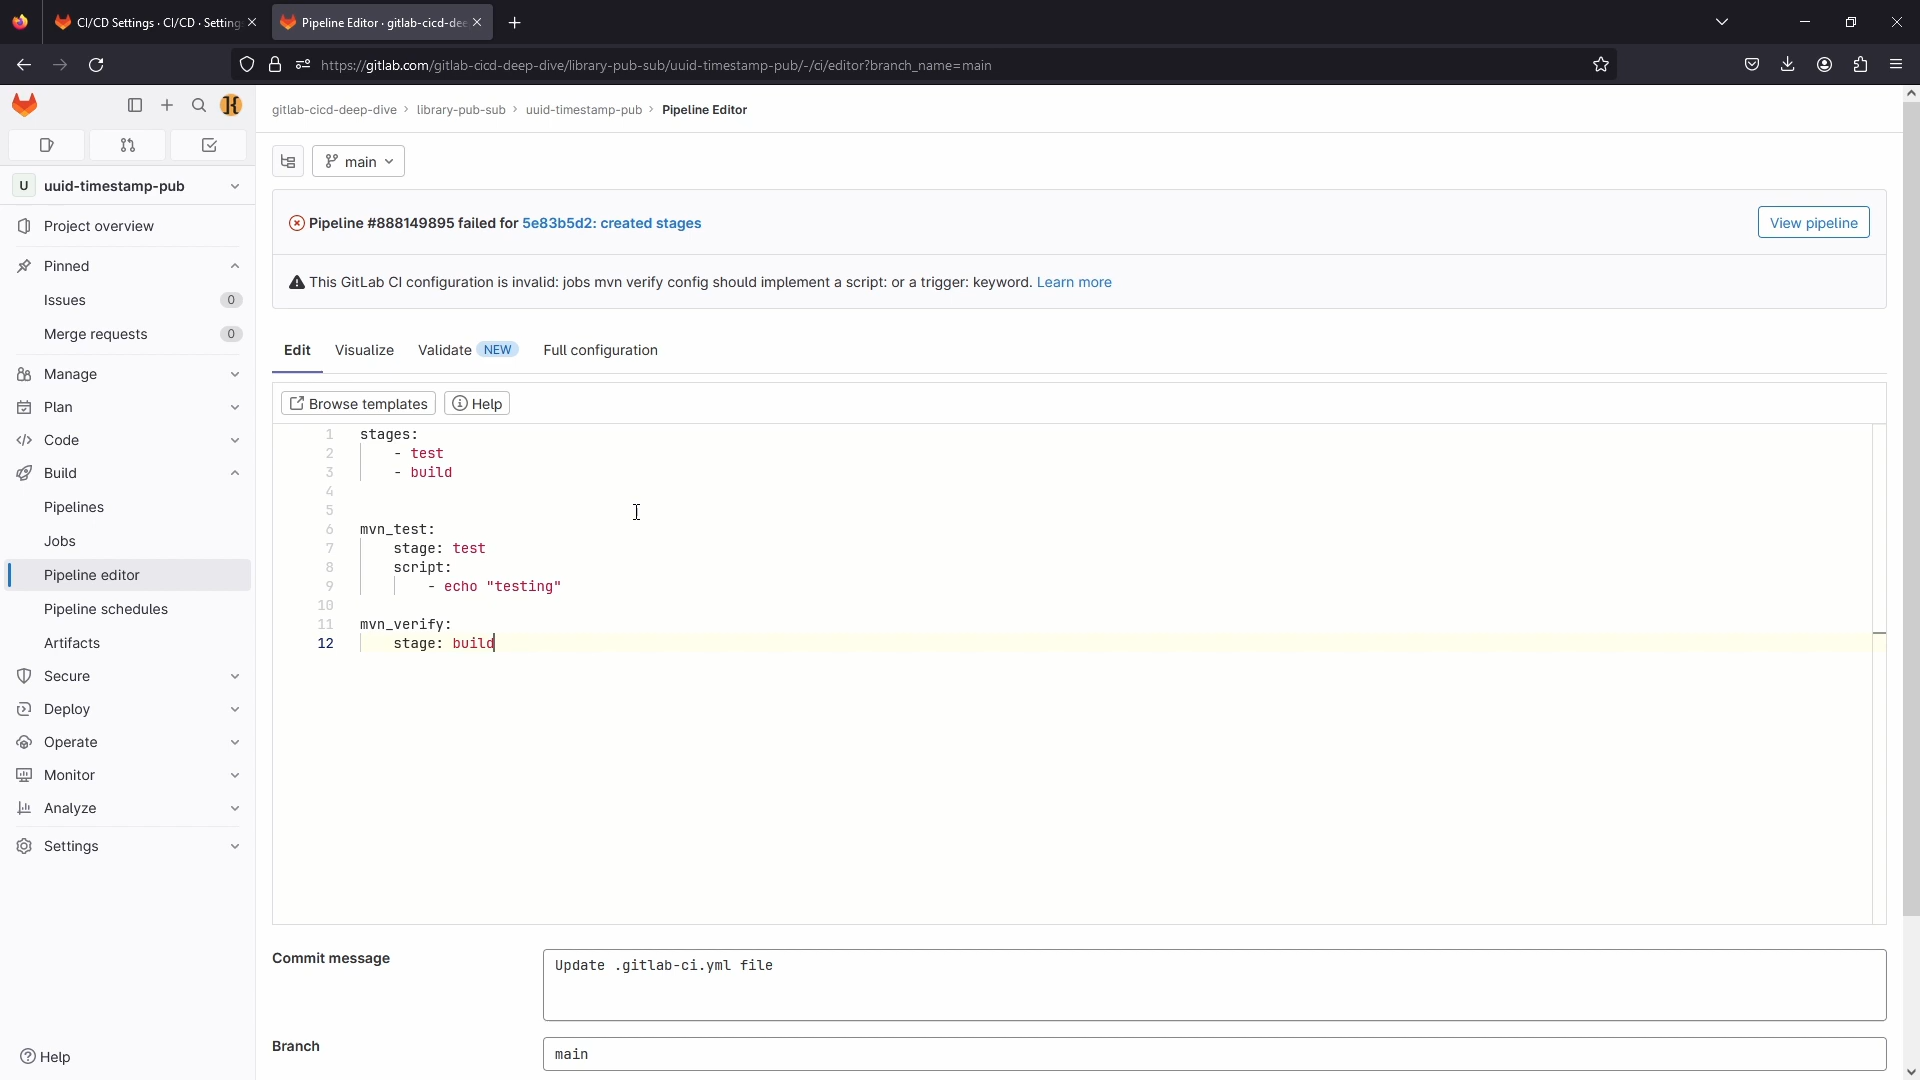 CI/CD Settings · CI/CD · Setting
Pipeline Editor · gitlab-cicd-dee
https://gitlab.com/gitlab-cicd-deep-dive/library-pub-sub/uuid-timestamp-pub/-/ci/editor?branch_name=main
gitlab-cicd-deep-dive › library-pub-sub › uuid-timestamp-pub › Pipeline Editor
U uuid-timestamp-pub
Project overview
Pinned
Issues 0
Merge requests 0
Manage
Plan
Code
Build
Pipelines
Jobs
Pipeline editor
Pipeline schedules
Artifacts
Secure
Deploy
Operate
Monitor
Analyze
Settings
Help
main
Pipeline #888149895 failed for 5e83b5d2: created stages
View pipeline
This GitLab CI configuration is invalid: jobs mvn verify config should implement a script: or a trigger: keyword. Learn more
Edit Visualize Validate NEW Full configuration
Browse templates Help
1 stages:
2 - test
3 - build
4
5
6 mvn_test:
7 stage: test
8 script:
9 - echo "testing"
10
11 mvn_verify:
12 stage: build
Commit message
Update .gitlab-ci.yml file
Branch
main